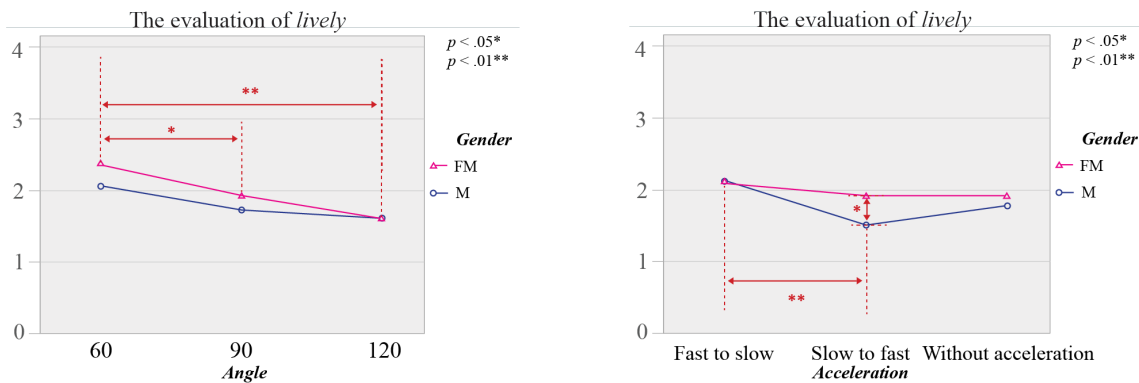 The evaluation of lively
4
3
2
1
0
**
*
60
90
120
Angle
p < .05*
p < .01**
Gender
FM
M
The evaluation of lively
4
3
2
1
0
*
**
Fast to slow
Slow to fast
Without acceleration
Acceleration
p < .05*
p < .01**
Gender
FM
M